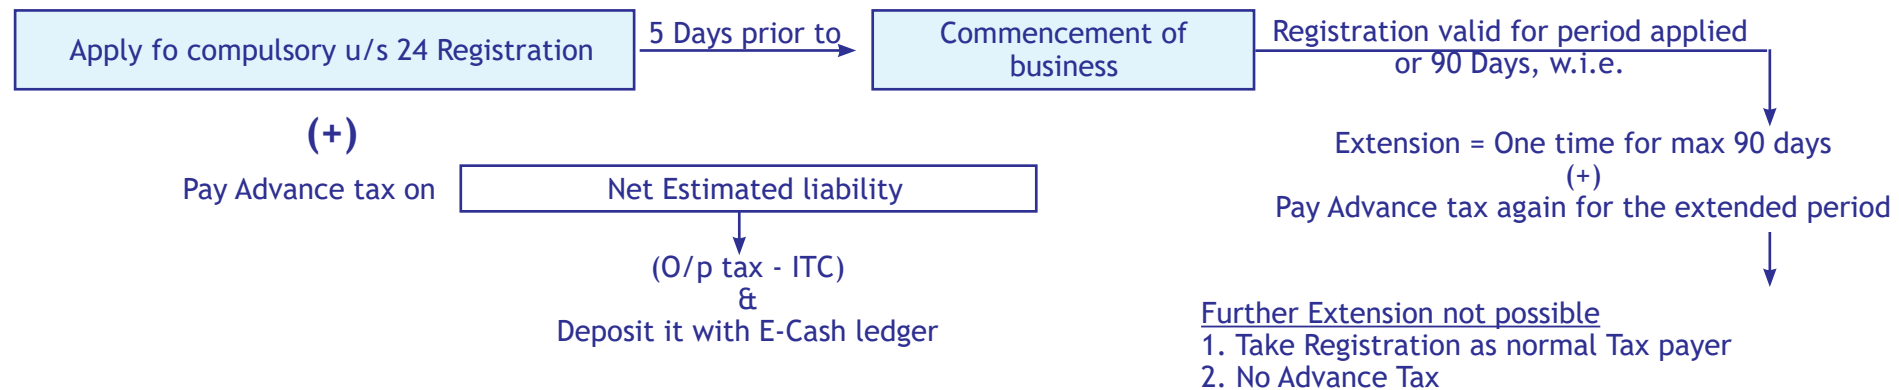 Apply fo compulsory u/s 24 Registration
5 Days prior to
Commencement of
business
Registration valid for period applied
or 90 Days, w.i.e.
(+)
Pay Advance tax on
Net Estimated liability
(O/p tax - ITC)
&
Deposit it with E-Cash ledger
Extension = One time for max 90 days
(+)
Pay Advance tax again for the extended period
Further Extension not possible
1. Take Registration as normal Tax payer
2. No Advance Tax